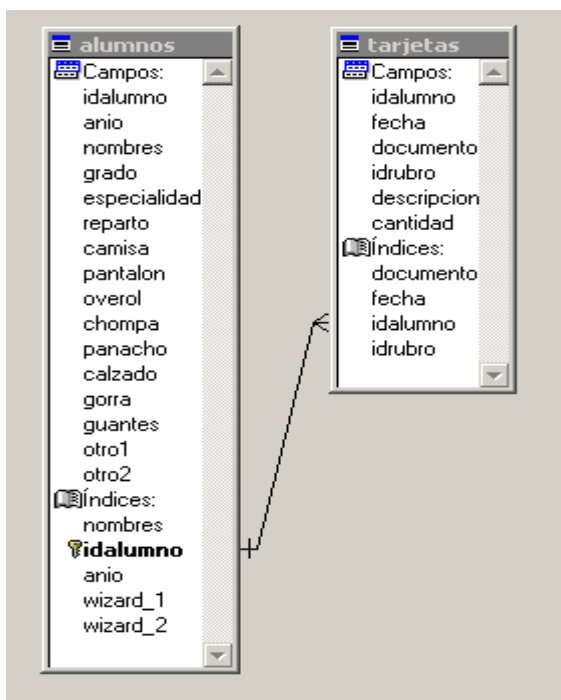 alumnos
Campos:
idalumno
anio
nombres
grado
especialidad
reparto
camisa
pantalon
overol
chompa
panacho
calzado
gorra
guantes
otro1
otro2
Índices:
nombres
idalumno
anio
wizard_1
wizard_2
tarjetas
Campos:
idalumno
fecha
documento
idrubro
descripcion
cantidad
Índices:
documento
fecha
idalumno
idrubro